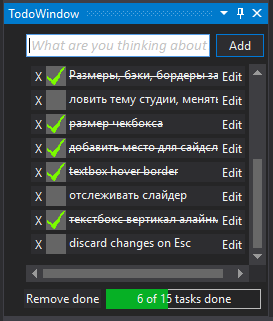 TodoWindow
What are you thinking about
Add
X Размеры, бэки, бордеры за Edit
X ловить тему студии, менять Edit
X размер чекбокса Edit
X добавить место для сайдсл Edit
X textbox hover border Edit
X отслеживать слайдер Edit
X текстбокс вертикал алайнм Edit
X discard changes on Esc Edit
Remove done 6 of 15 tasks done